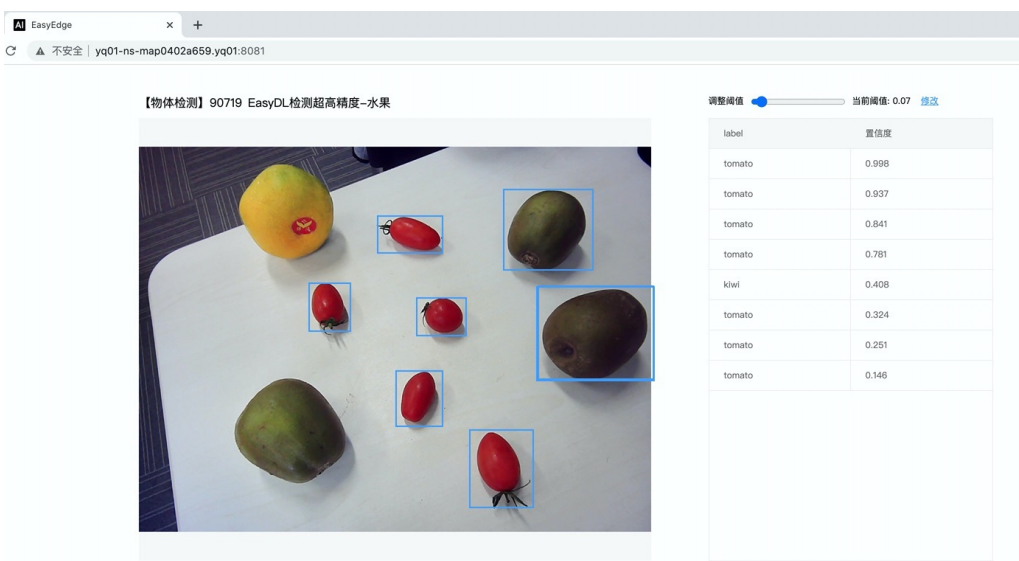 AI EasyEdge × +
不安全 | yq01-ns-map0402a659.yq01:8081
【物体检测】90719 EasyDL检测超高精度-水果
调整阈值 当前阈值: 0.07 修改
label 置信度
tomato 0.998
tomato 0.937
tomato 0.841
tomato 0.781
kiwi 0.408
tomato 0.324
tomato 0.251
tomato 0.146